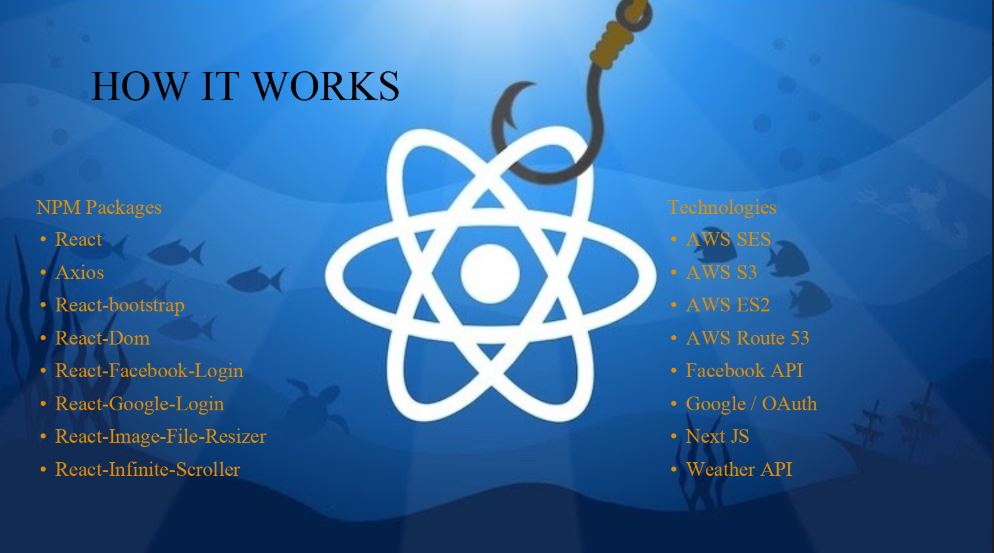 HOW IT WORKS
NPM Packages
• React
• Axios
• React-bootstrap
• React-Dom
• React-Facebook-Login
• React-Google-Login
• React-Image-File-Resizer
• React-Infinite-Scroller
Technologies
• AWS SES
• AWS S3
• AWS ES2
• AWS Route 53
• Facebook API
• Google / OAuth
• Next JS
• Weather API